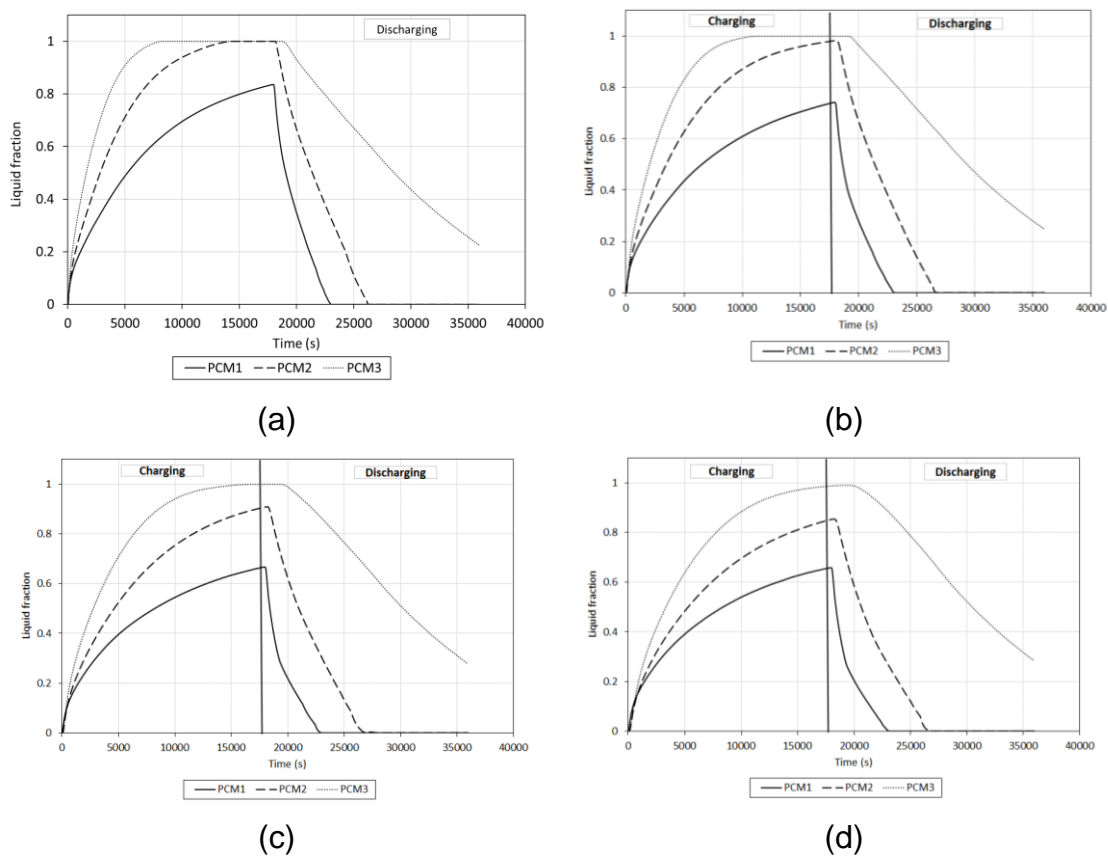 Discharging
Liquid fraction
1
0.8
0.6
0.4
0.2
0
0 5000 10000 15000 20000 25000 30000 35000 40000
Time (s)
PCM1 PCM2 PCM3
(a)
Charging Discharging
Liquid fraction
1
0.8
0.6
0.4
0.2
0
0 5000 10000 15000 20000 25000 30000 35000 40000
Time (s)
PCM1 PCM2 PCM3
(b)
Charging Discharging
Liquid fraction
1
0.8
0.6
0.4
0.2
0
0 5000 10000 15000 20000 25000 30000 35000 40000
Time (s)
PCM1 PCM2 PCM3
(c)
Charging Discharging
Liquid fraction
1
0.8
0.6
0.4
0.2
0
0 5000 10000 15000 20000 25000 30000 35000 40000
Time (s)
PCM1 PCM2 PCM3
(d)